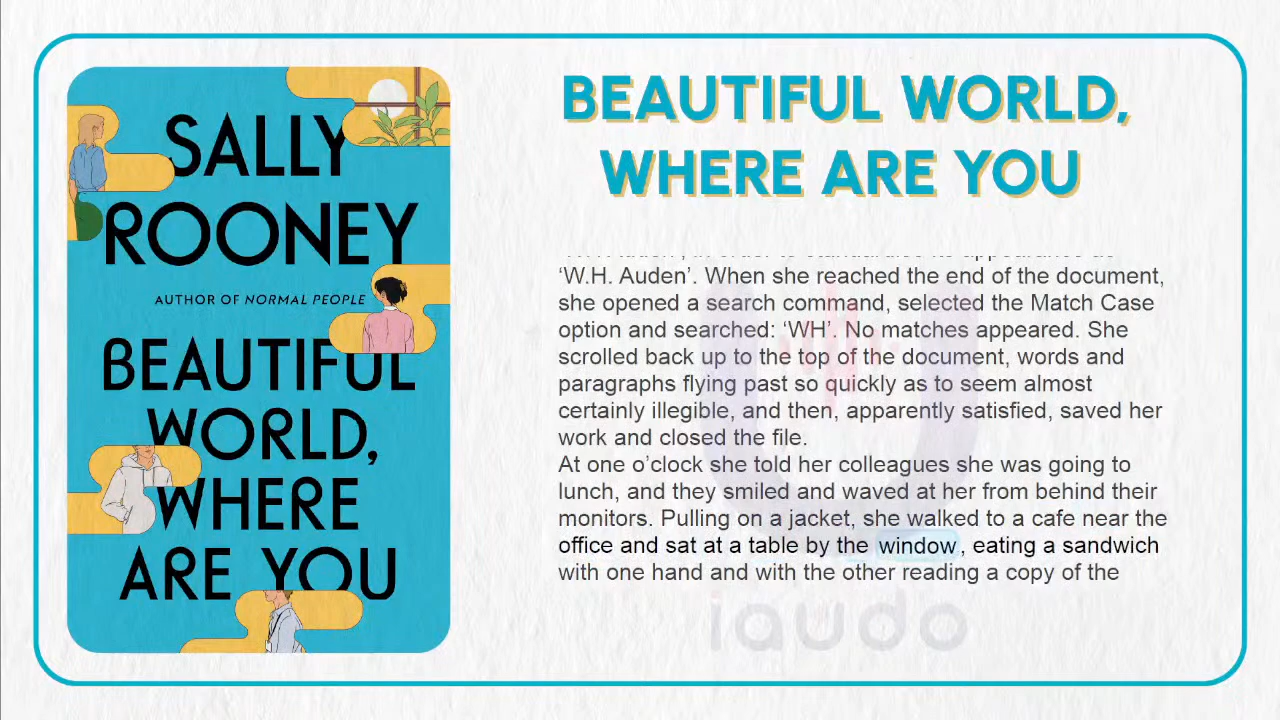 SALLY
ROONEY
AUTHOR OF NORMAL PEOPLE
BEAUTIFUL
WORLD,
WHERE
ARE YOU
BEAUTIFUL WORLD,
WHERE ARE YOU
‘W.H. Auden’. When she reached the end of the document,
she opened a search command, selected the Match Case
option and searched: ‘WH’. No matches appeared. She
scrolled back up to the top of the document, words and
paragraphs flying past so quickly as to seem almost
certainly illegible, and then, apparently satisfied, saved her
work and closed the file.
At one o’clock she told her colleagues she was going to
lunch, and they smiled and waved at her from behind their
monitors. Pulling on a jacket, she walked to a cafe near the
office and sat at a table by the window, eating a sandwich
with one hand and with the other reading a copy of the
iaudo